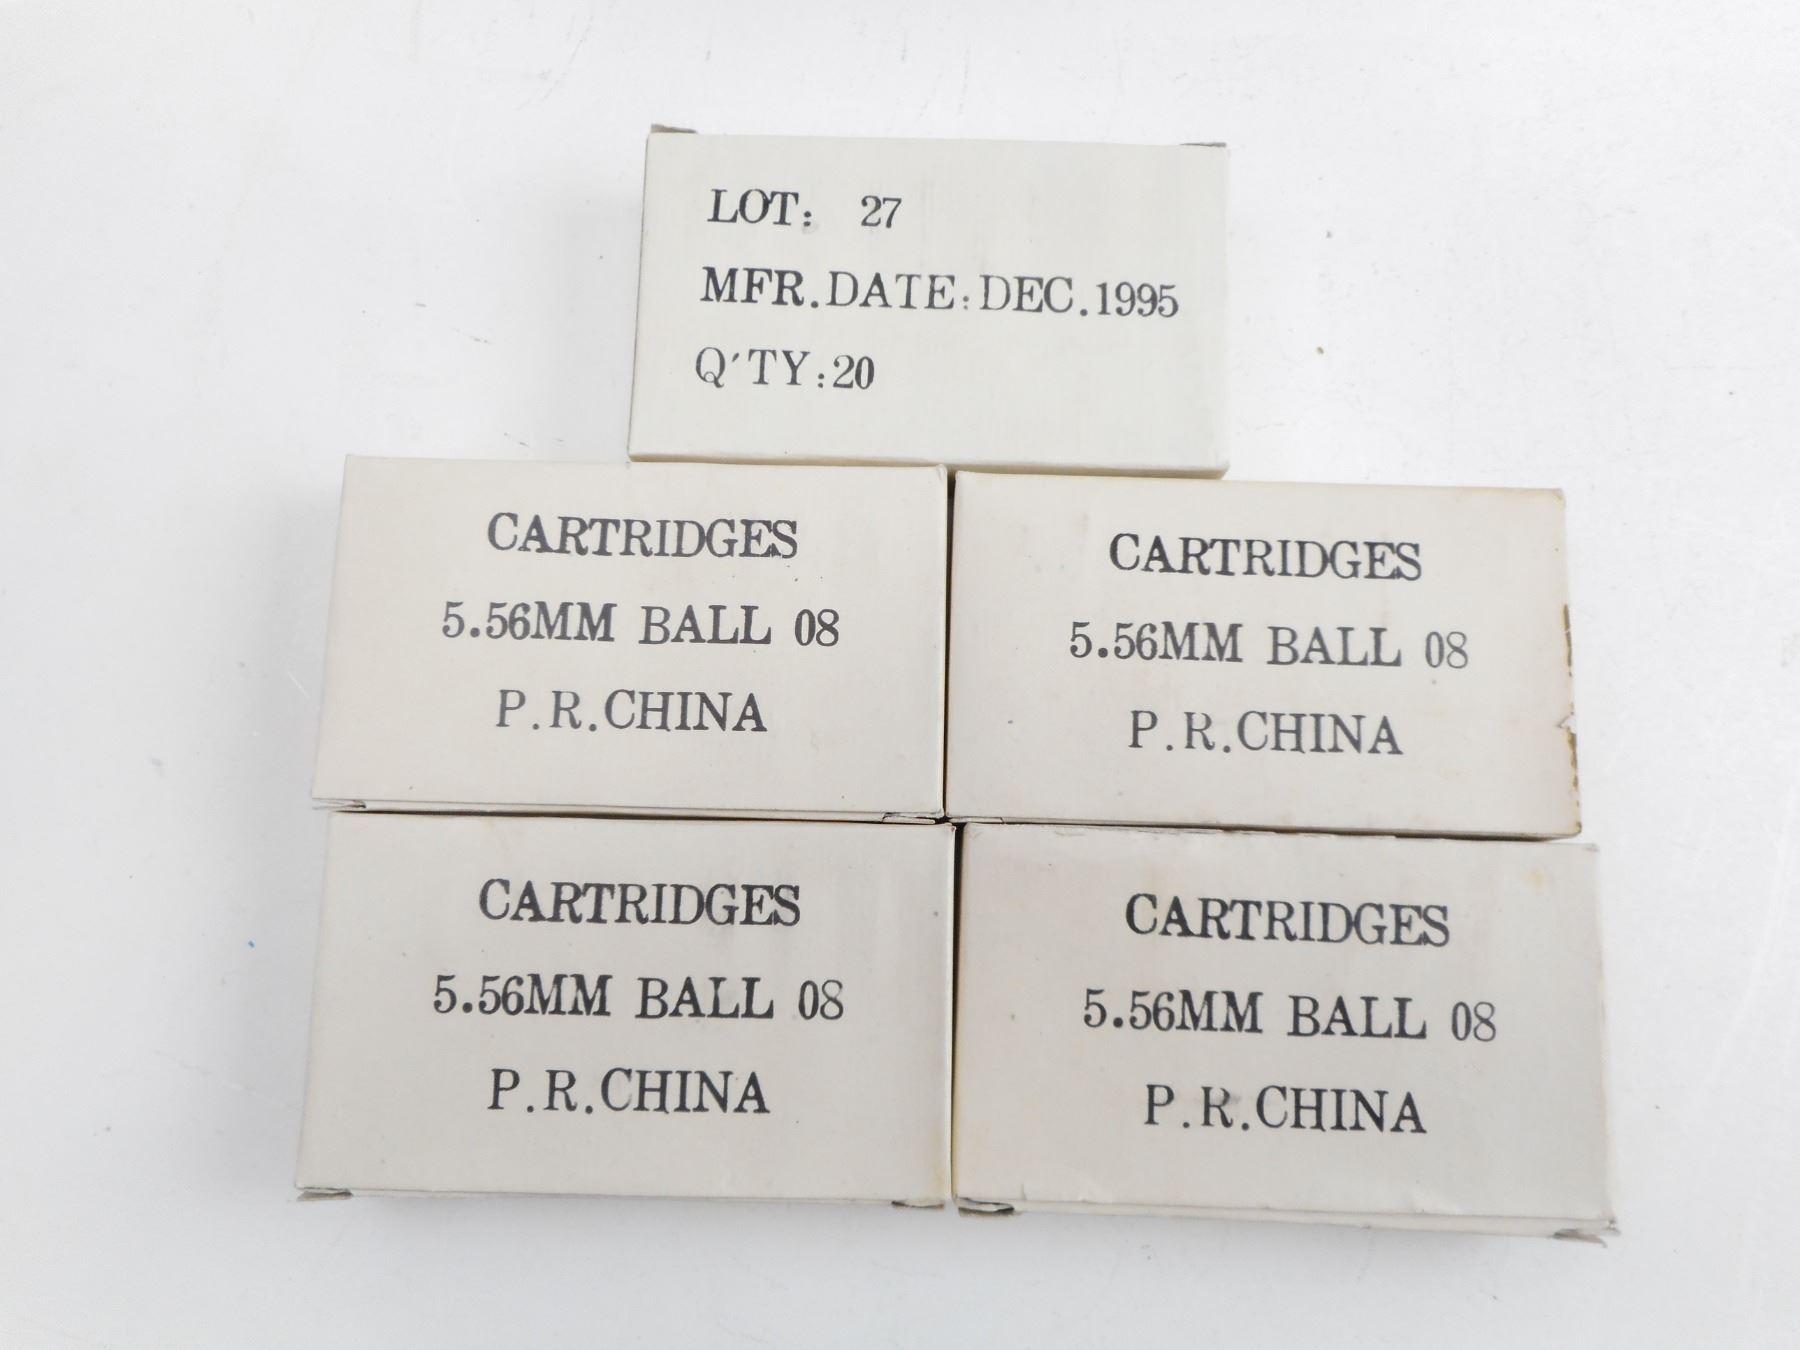 LOT: 27
MFR.DATE:DEC.1995
Q'TY:20
CARTRIDGES
5.56MM BALL 08
P.R.CHINA
CARTRIDGES
5.56MM BALL 08
P.R.CHINA
CARTRIDGES
5.56MM BALL 08
P.R.CHINA
CARTRIDGES
5.56MM BALL 08
P.R.CHINA